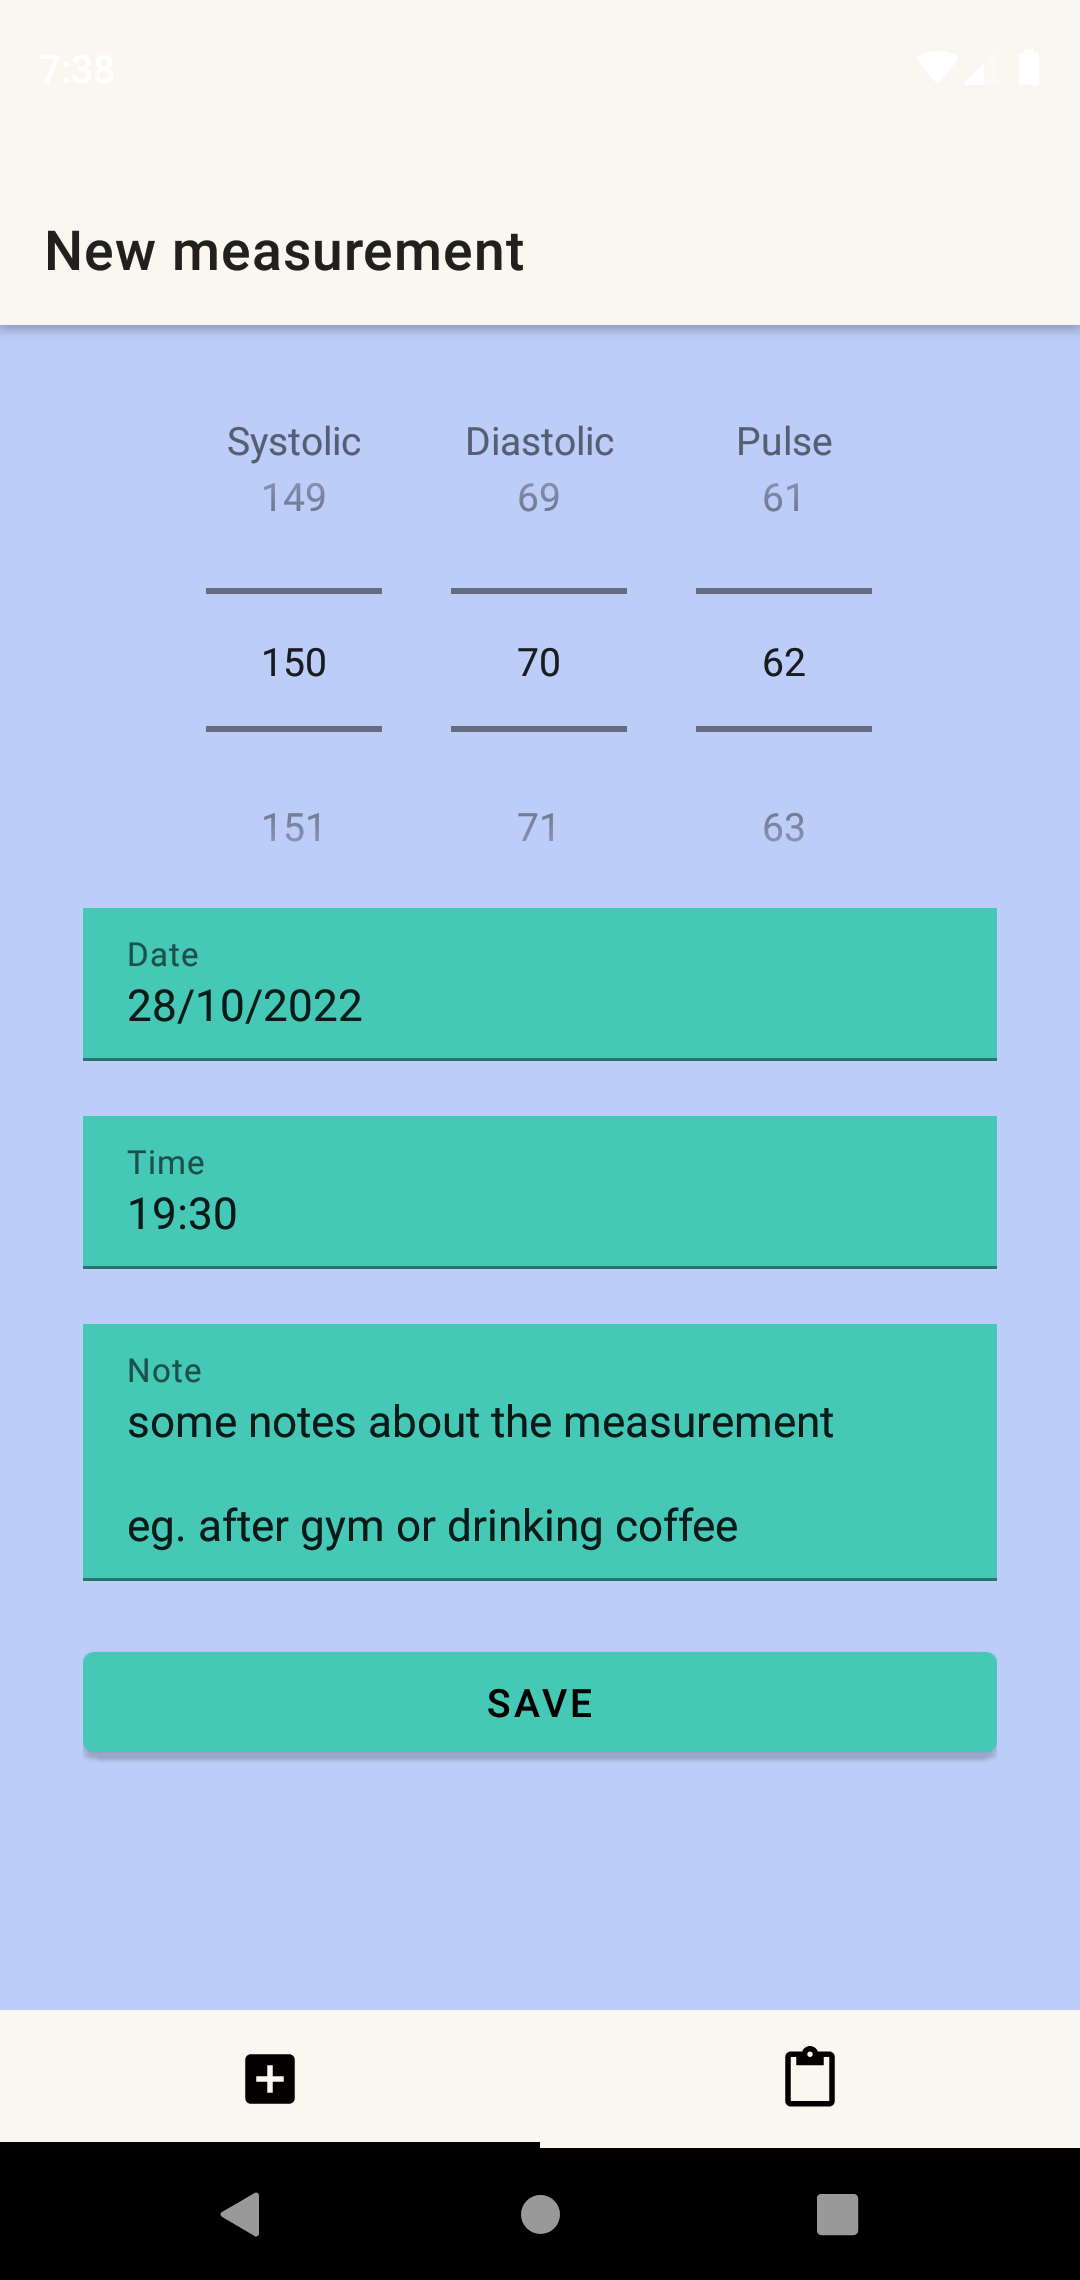 7:38
New measurement
Systolic Diastolic Pulse
149 69 61
150 70 62
151 71 63
Date
28/10/2022
Time
19:30
Note
some notes about the measurement
eg. after gym or drinking coffee
SAVE